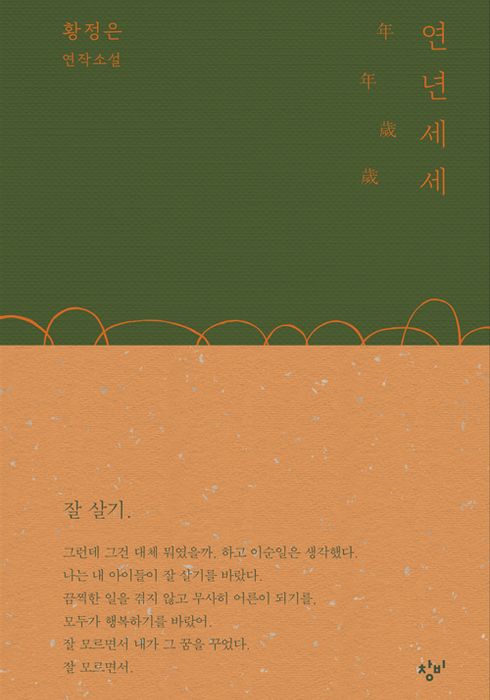 황정은
연작소설
연년세세
年年歲歲
잘 살기.
그런데 그건 대체 뭐였을까, 하고 이순일은 생각했다.
나는 내 아이들이 잘 살기를 바랐다.
끔찍한 일을 겪지 않고 무사히 어른이 되기를,
모두가 행복하기를 바랐어.
잘 모르면서 내가 그 꿈을 꾸었다.
잘 모르면서.
창비